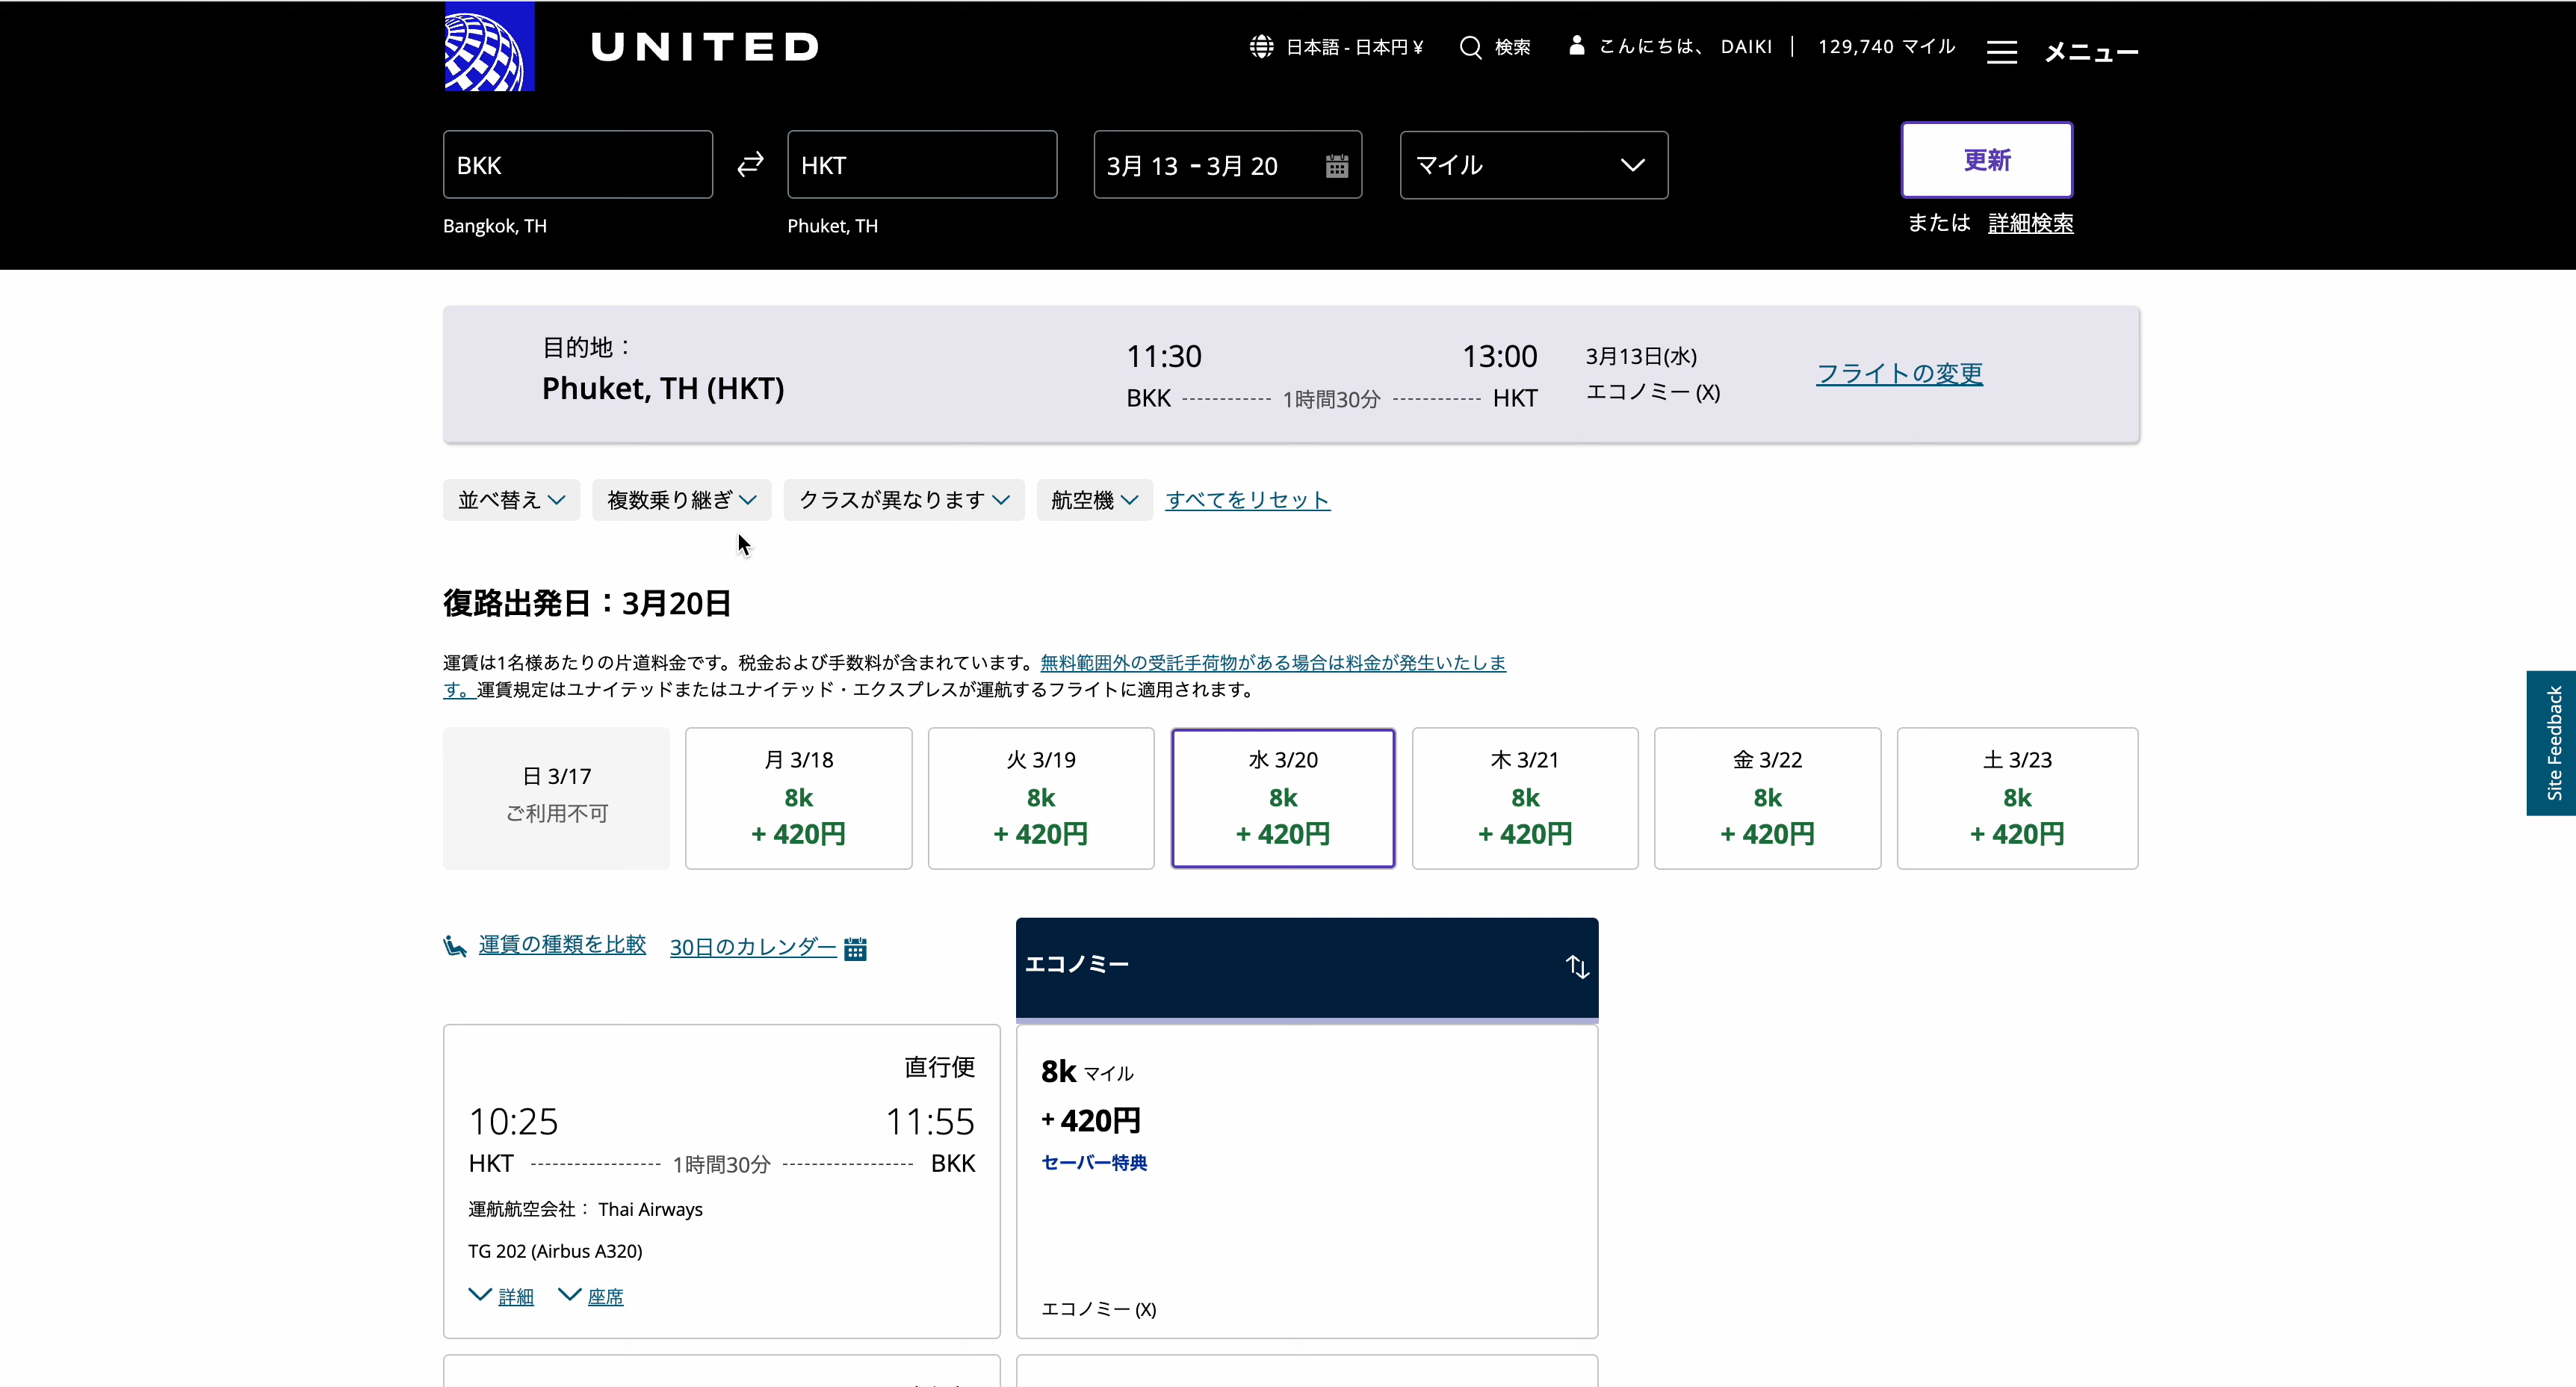 UNITED
日本語 - 日本円 ¥
検索
こんにちは、 DAIKI | 129,740 マイル
メニュー
BKK
HKT
3月 13 - 3月 20
マイル
更新
Bangkok, TH
Phuket, TH
または 詳細検索
目的地：
Phuket, TH (HKT)
11:30 13:00
BKK 1時間30分 HKT
3月13日(水)
エコノミー (X)
フライトの変更
並べ替え
複数乗り継ぎ
クラスが異なります
航空機
すべてをリセット
復路出発日：3月20日
運賃は1名様あたりの片道料金です。税金および手数料が含まれています。無料範囲外の受託手荷物がある場合は料金が発生いたしま
す。運賃規定はユナイテッドまたはユナイテッド・エクスプレスが運航するフライトに適用されます。
日 3/17
ご利用不可
月 3/18
8k
+ 420円
火 3/19
8k
+ 420円
水 3/20
8k
+ 420円
木 3/21
8k
+ 420円
金 3/22
8k
+ 420円
土 3/23
8k
+ 420円
Site Feedback
運賃の種類を比較
30日のカレンダー
エコノミー
直行便
10:25 11:55
HKT 1時間30分 BKK
運航航空会社： Thai Airways
TG 202 (Airbus A320)
詳細
座席
8k マイル
+ 420円
セーバー特典
エコノミー (X)